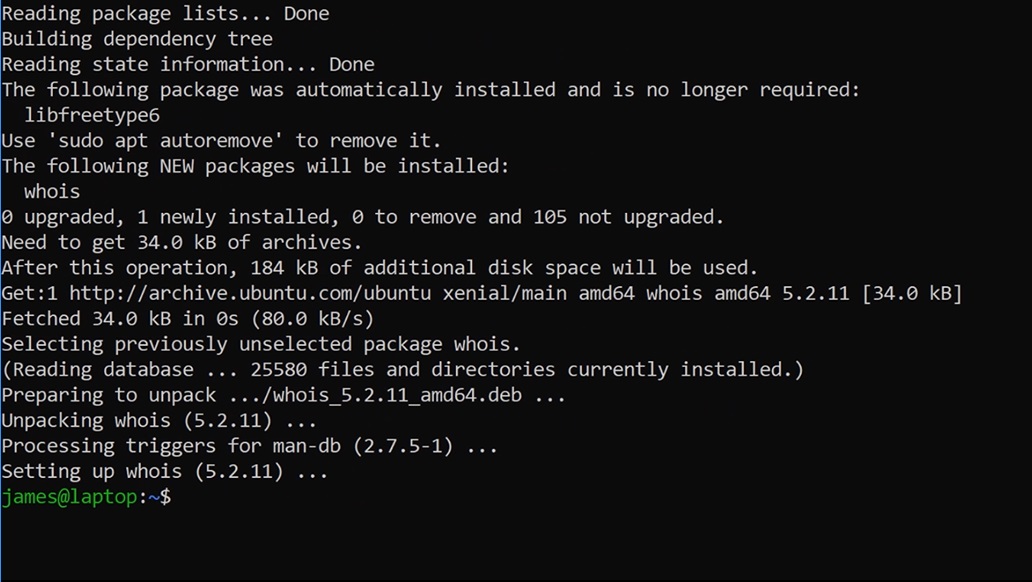 Reading package lists... Done
Building dependency tree
Reading state information... Done
The following package was automatically installed and is no longer required:
  libfreetype6
Use 'sudo apt autoremove' to remove it.
The following NEW packages will be installed:
  whois
0 upgraded, 1 newly installed, 0 to remove and 105 not upgraded.
Need to get 34.0 kB of archives.
After this operation, 184 kB of additional disk space will be used.
Get:1 http://archive.ubuntu.com/ubuntu xenial/main amd64 whois amd64 5.2.11 [34.0 kB]
Fetched 34.0 kB in 0s (80.0 kB/s)
Selecting previously unselected package whois.
(Reading database ... 25580 files and directories currently installed.)
Preparing to unpack .../whois_5.2.11_amd64.deb ...
Unpacking whois (5.2.11) ...
Processing triggers for man-db (2.7.5-1) ...
Setting up whois (5.2.11) ...
james@laptop:~$